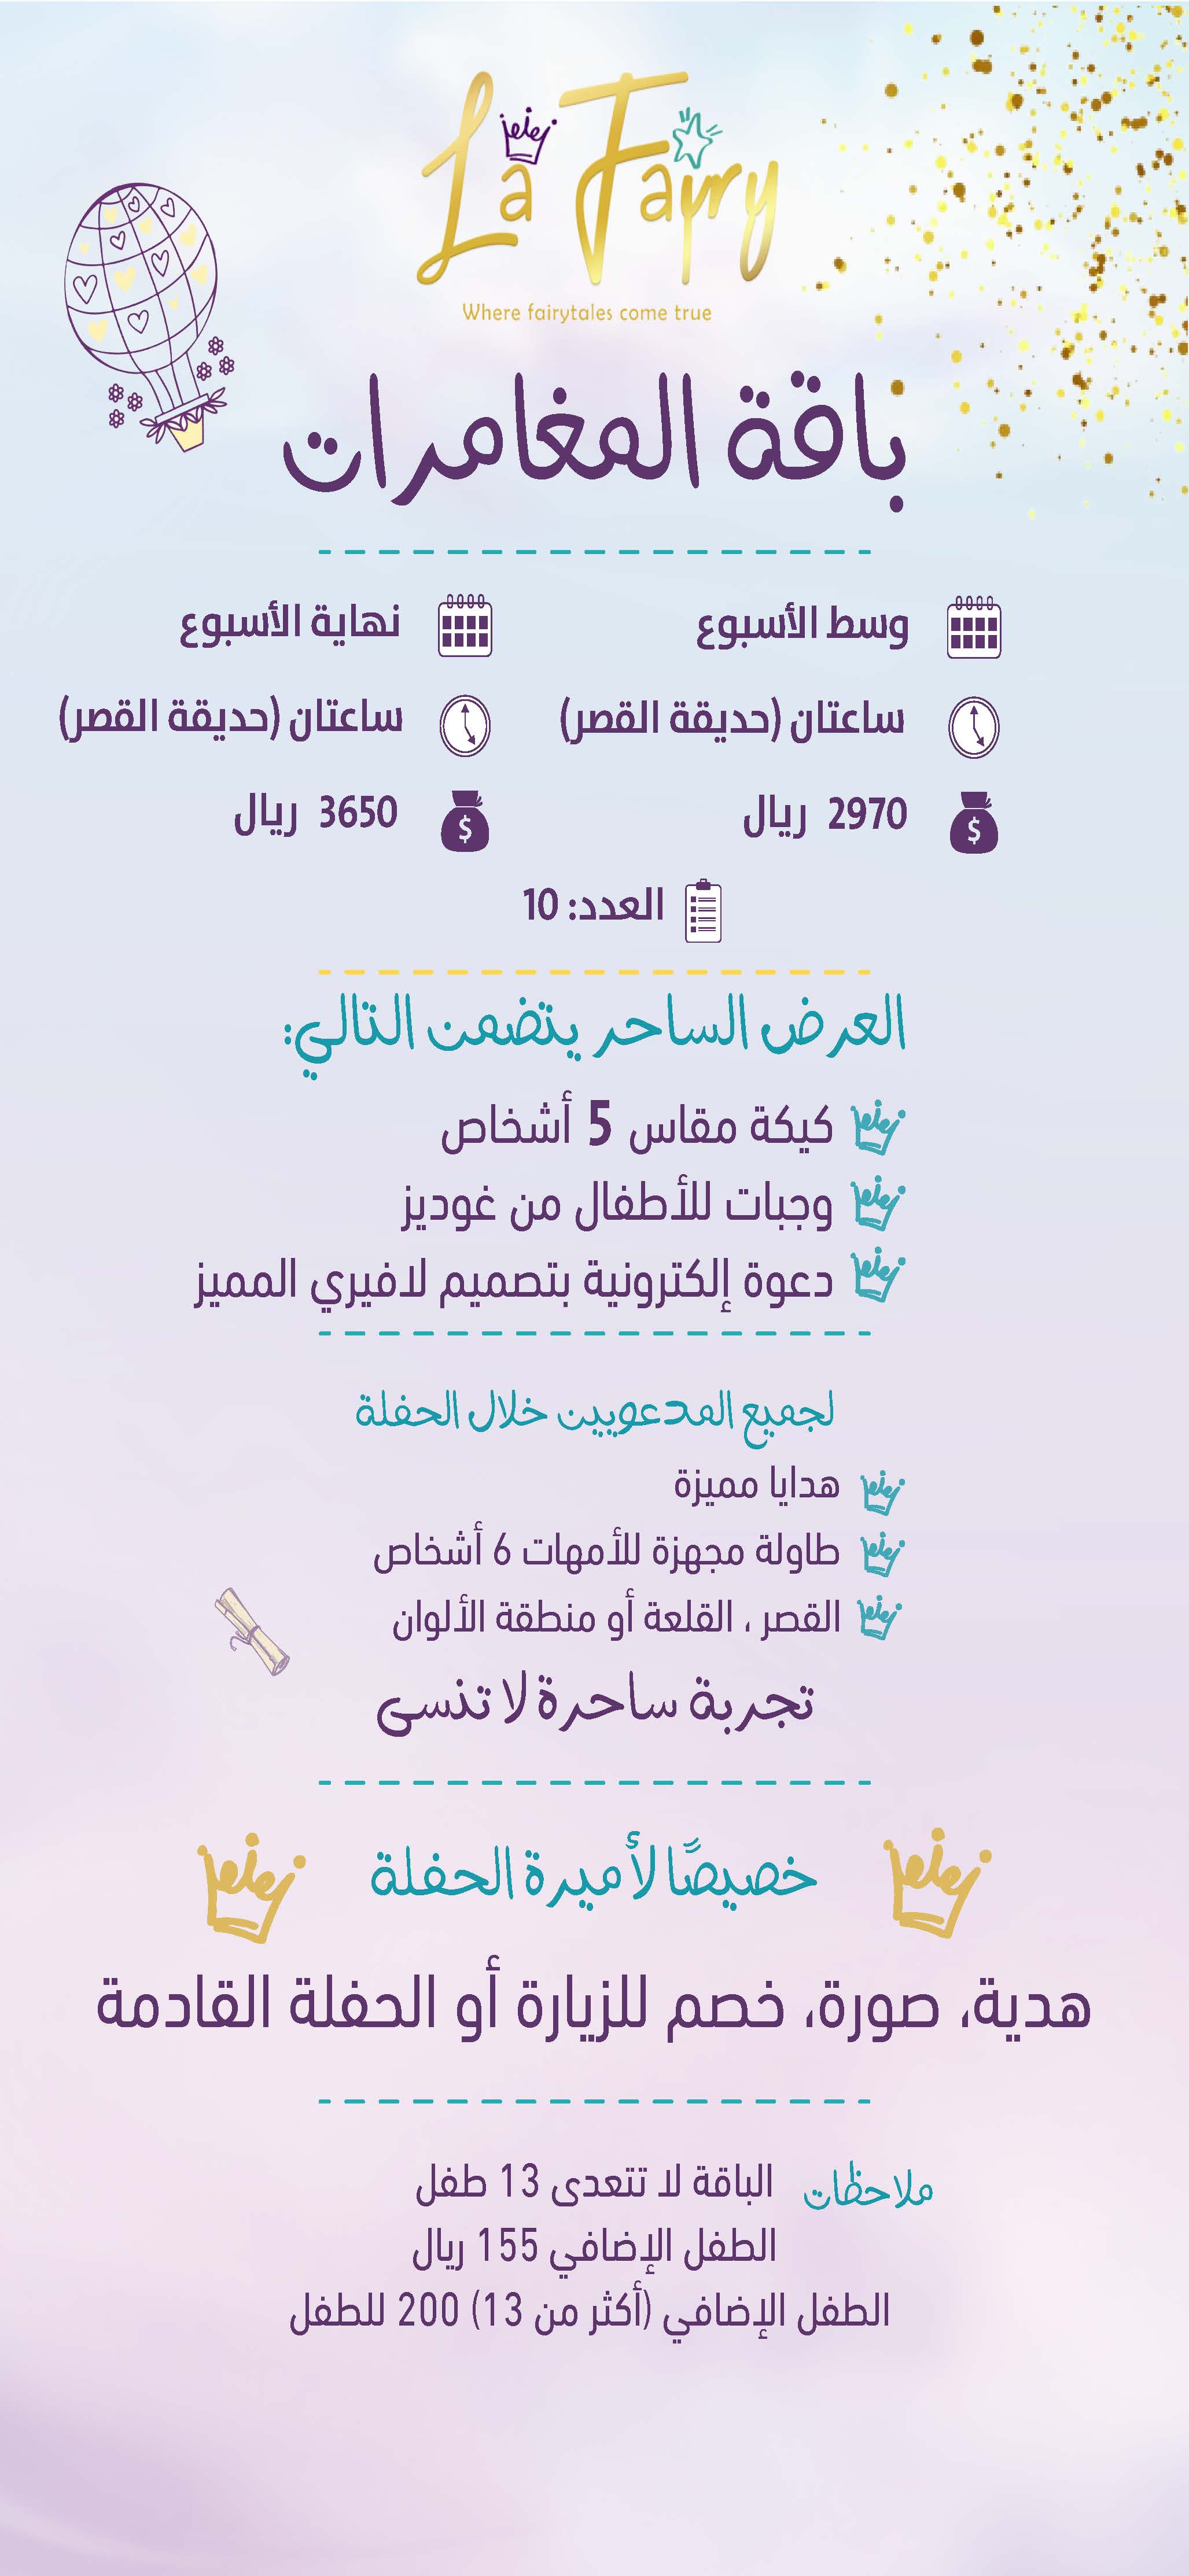 La Fayry
Where fairytales come true
باقة المغامرات
وسط الأسبوع
ساعتان (حديقة القصر)
2970 ريال
نهاية الأسبوع
ساعتان (حديقة القصر)
3650 ريال
العدد: 10
العرض الساحر يتضمن التالي:
كيكة مقاس 5 أشخاص
وجبات للأطفال من غوديز
دعوة إلكترونية بتصميم لافيري المميز
لجميع المدعويين خلال الحفلة
هدايا مميزة
طاولة مجهزة للأمهات 6 أشخاص
القصر ، القلعة أو منطقة الألوان
تجربة ساحرة لا تنسى
خصيصًا لأميرة الحفلة
هدية، صورة، خصم للزيارة أو الحفلة القادمة
ملاحظات الباقة لا تتعدى 13 طفل
الطفل الإضافي 155 ريال
الطفل الإضافي (أكثر من 13) 200 للطفل